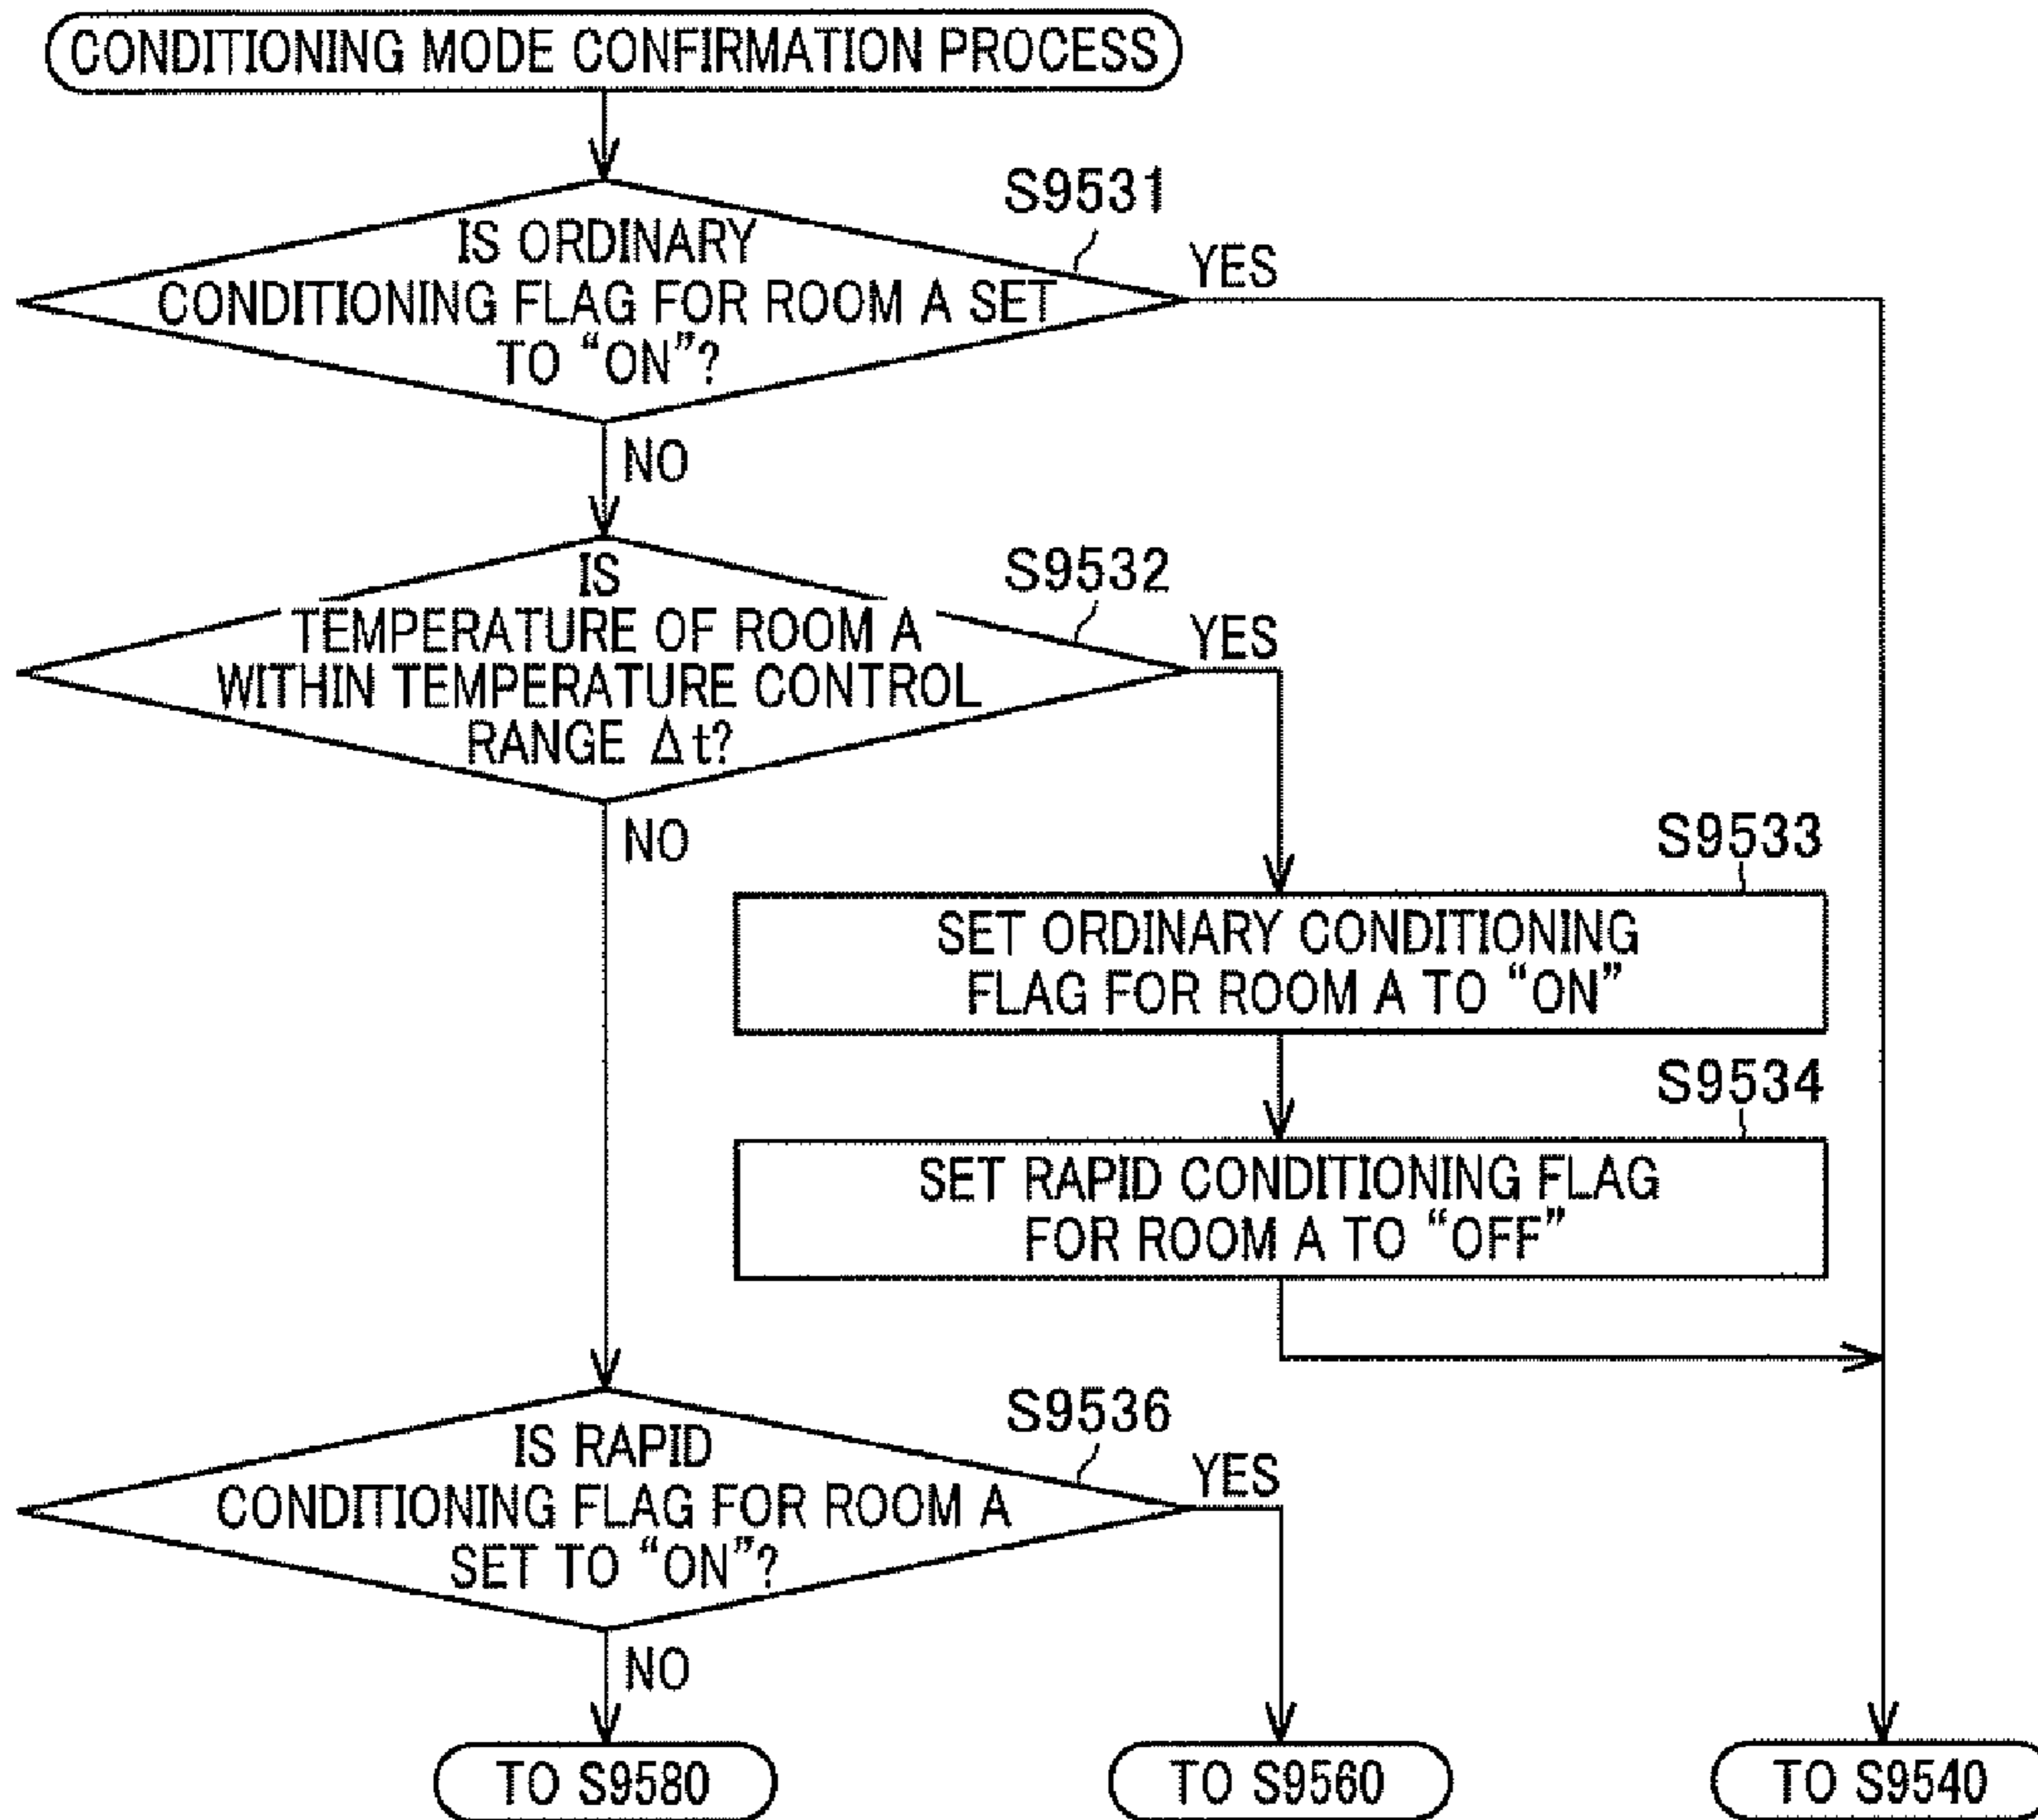 CONDITIONING MODE CONFIRMATION PROCESS
S9531
IS ORDINARY
CONDITIONING FLAG FOR ROOM A SET
TO “ON”?
YES
NO
S9532
IS
TEMPERATURE OF ROOM A
WITHIN TEMPERATURE CONTROL
RANGE Δt?
YES
NO
S9533
SET ORDINARY CONDITIONING
FLAG FOR ROOM A TO “ON”
S9534
SET RAPID CONDITIONING FLAG
FOR ROOM A TO “OFF”
S9536
IS RAPID
CONDITIONING FLAG FOR ROOM A
SET TO “ON”?
YES
NO
TO S9580
TO S9560
TO S9540